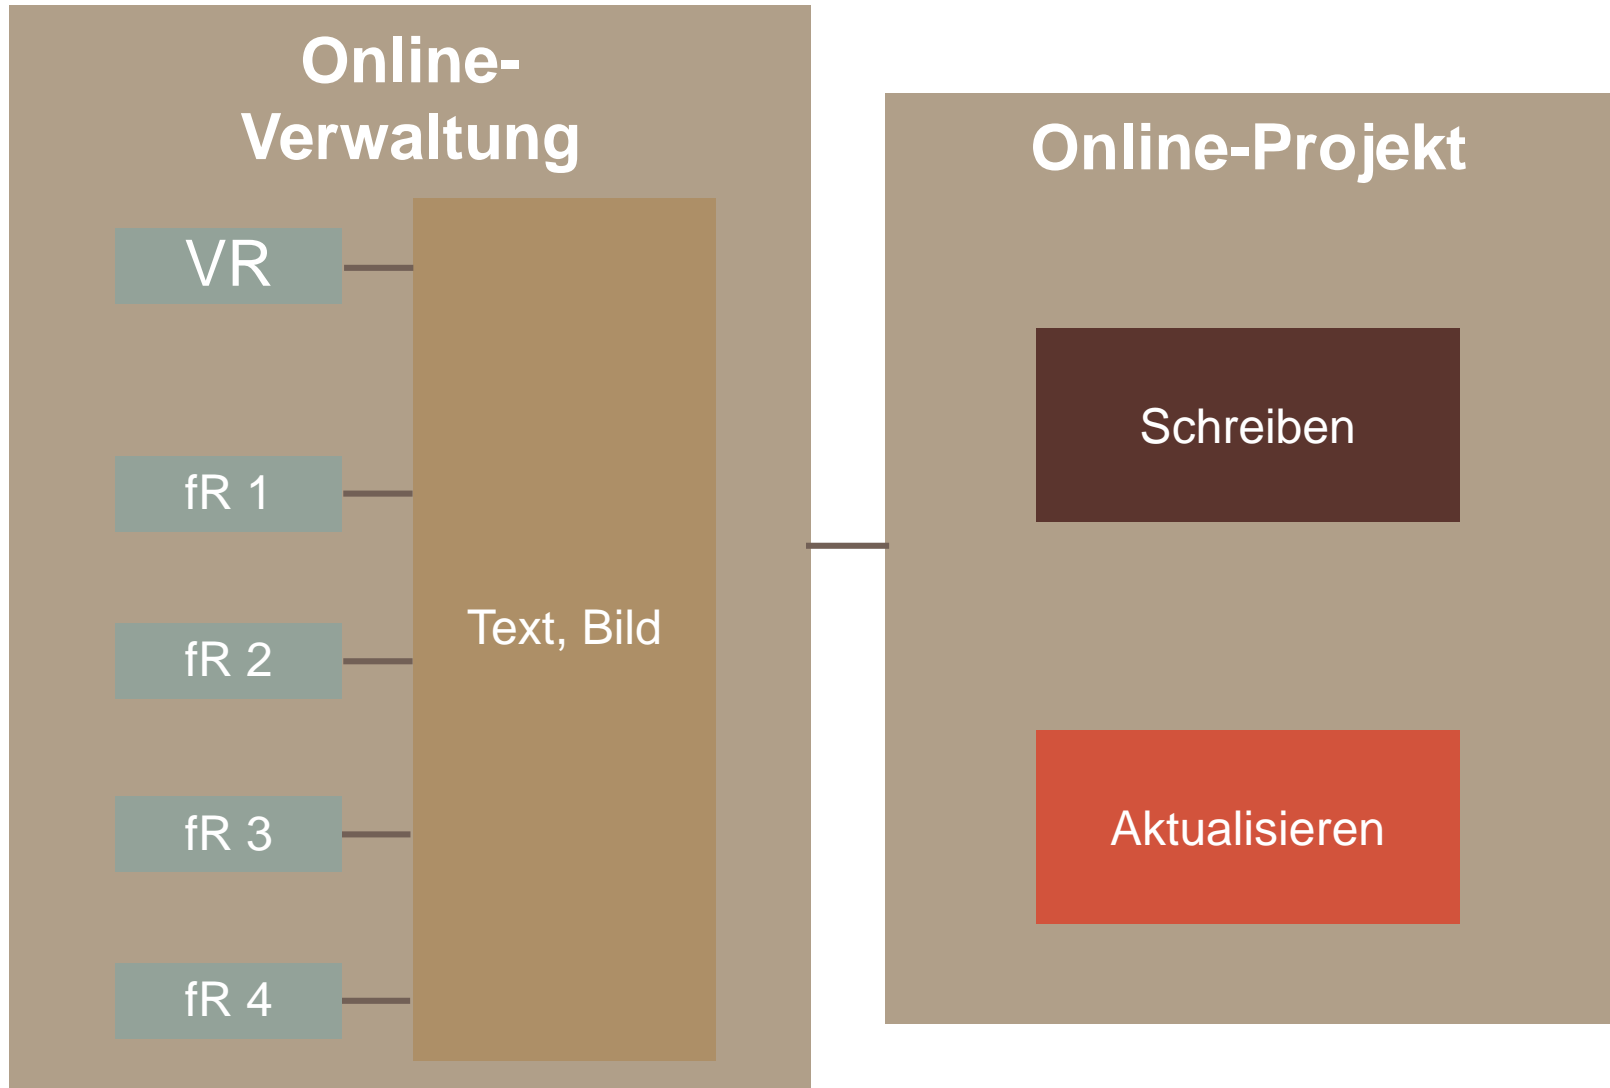 Online-
Verwaltung
VR
fR 1
fR 2
fR 3
fR 4
Text, Bild
Online-Projekt
Schreiben
Aktualisieren